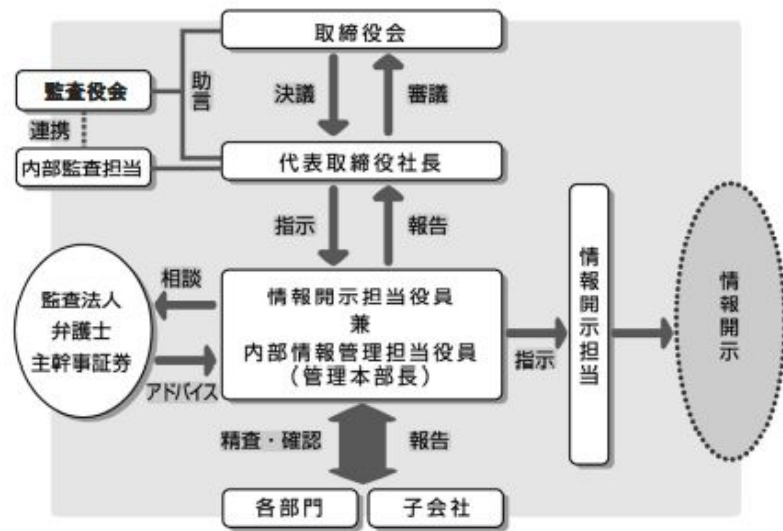 取締役会
助言
決議
審議
監査役会
連携
内部監査担当
代表取締役社長
指示
報告
相談
監査法人
弁護士
主幹事証券
アドバイス
情報開示担当役員
兼
内部情報管理担当役員
(管理本部長)
指示
情報開示担当
情報開示
精査・確認
報告
各部門
子会社